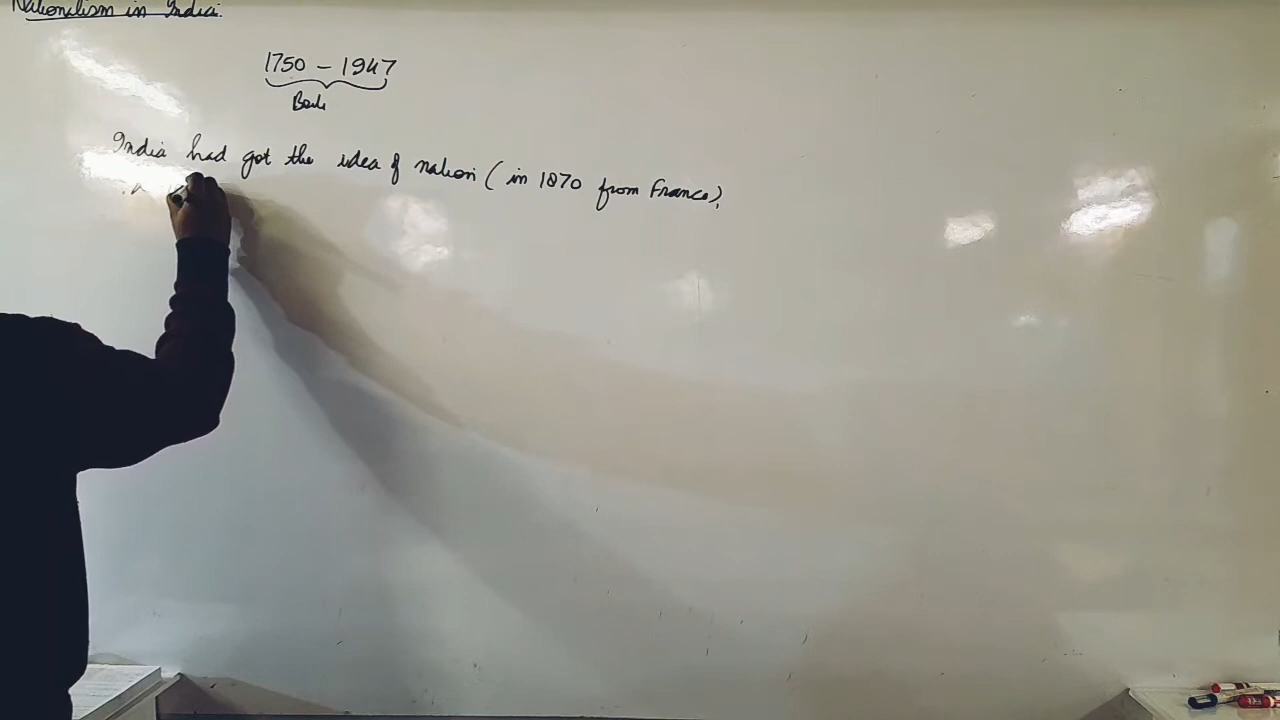 Nationalism in India.
1750 - 1947
India had got the idea of nation (in 1870 from France),